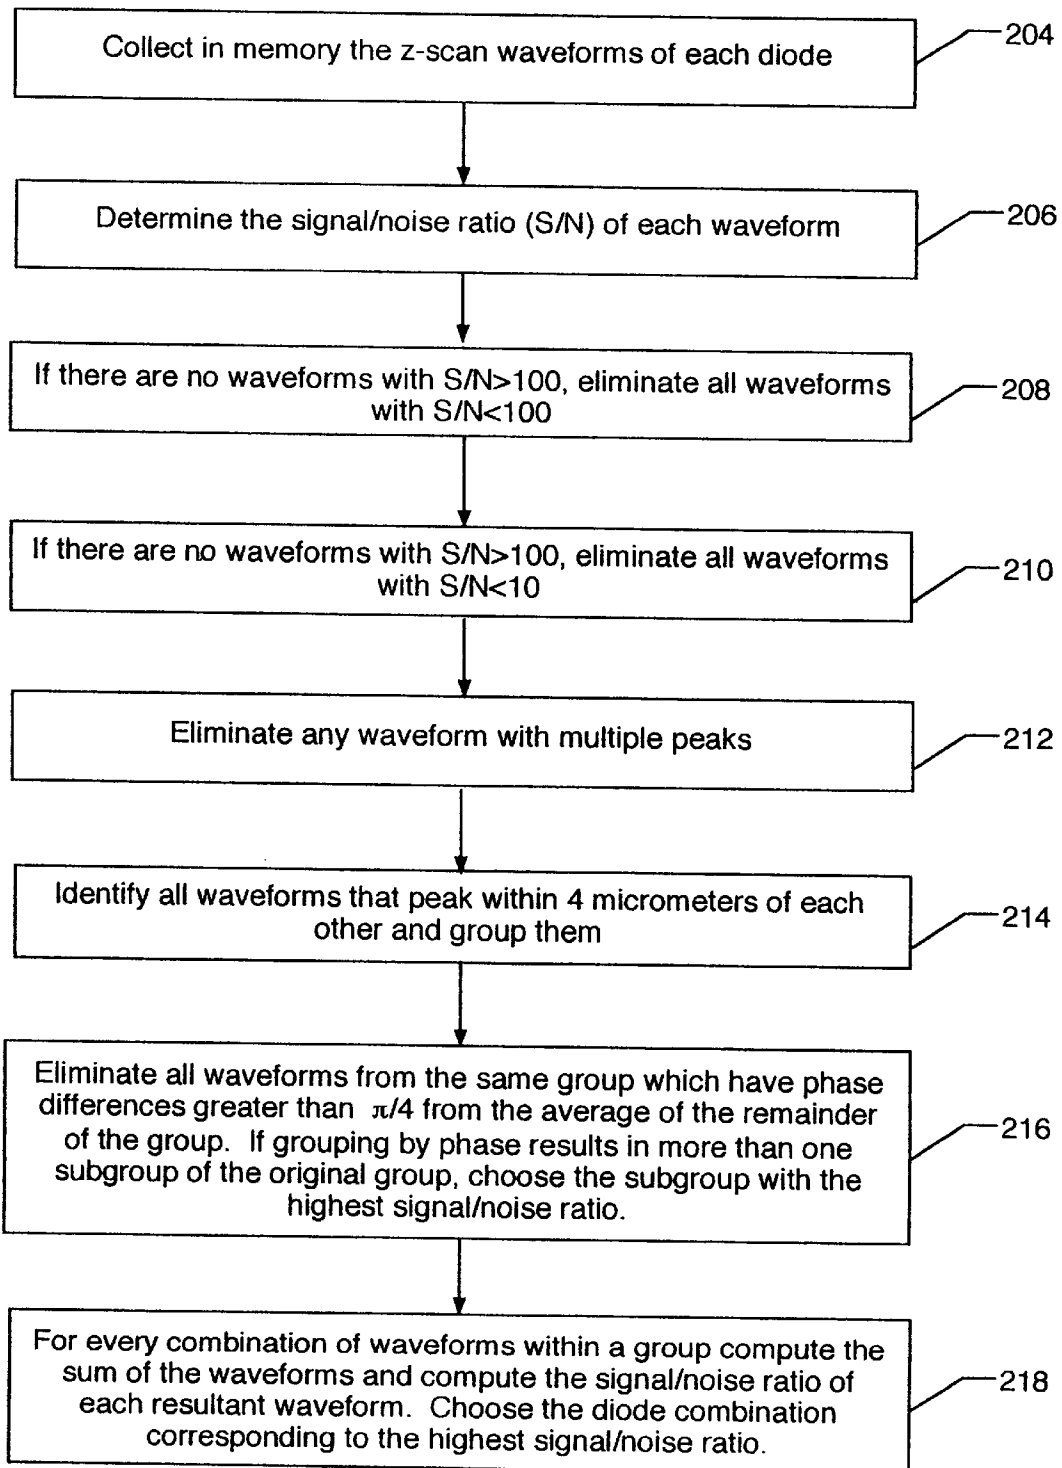 Collect in memory the z-scan waveforms of each diode
204
Determine the signal/noise ratio (S/N) of each waveform
206
If there are no waveforms with S/N>100, eliminate all waveforms
with S/N<100
208
If there are no waveforms with S/N>100, eliminate all waveforms
with S/N<10
210
Eliminate any waveform with multiple peaks
212
Identify all waveforms that peak within 4 micrometers of each
other and group them
214
Eliminate all waveforms from the same group which have phase
differences greater than π/4 from the average of the remainder
of the group. If grouping by phase results in more than one
subgroup of the original group, choose the subgroup with the
highest signal/noise ratio.
216
For every combination of waveforms within a group compute the
sum of the waveforms and compute the signal/noise ratio of
each resultant waveform. Choose the diode combination
corresponding to the highest signal/noise ratio.
218